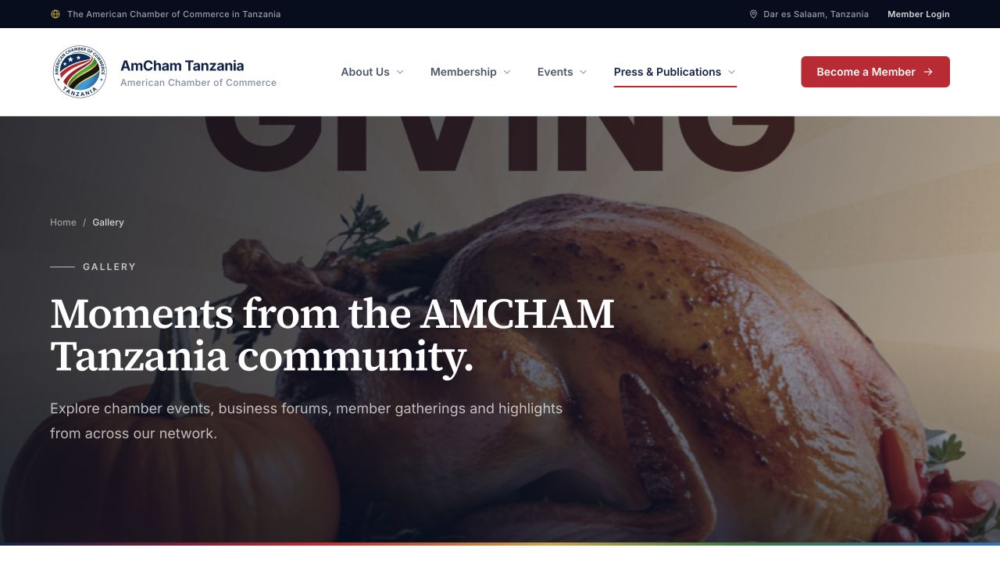 The American Chamber of Commerce in Tanzania
Dar es Salaam, Tanzania
Member Login
AMERICAN CHAMBER OF COMMERCE
TANZANIA
AmCham Tanzania
American Chamber of Commerce
About Us
Membership
Events
Press & Publications
Become a Member
GIVING
Home / Gallery
GALLERY
Moments from the AMCHAM
Tanzania community.
Explore chamber events, business forums, member gatherings and highlights
from across our network.